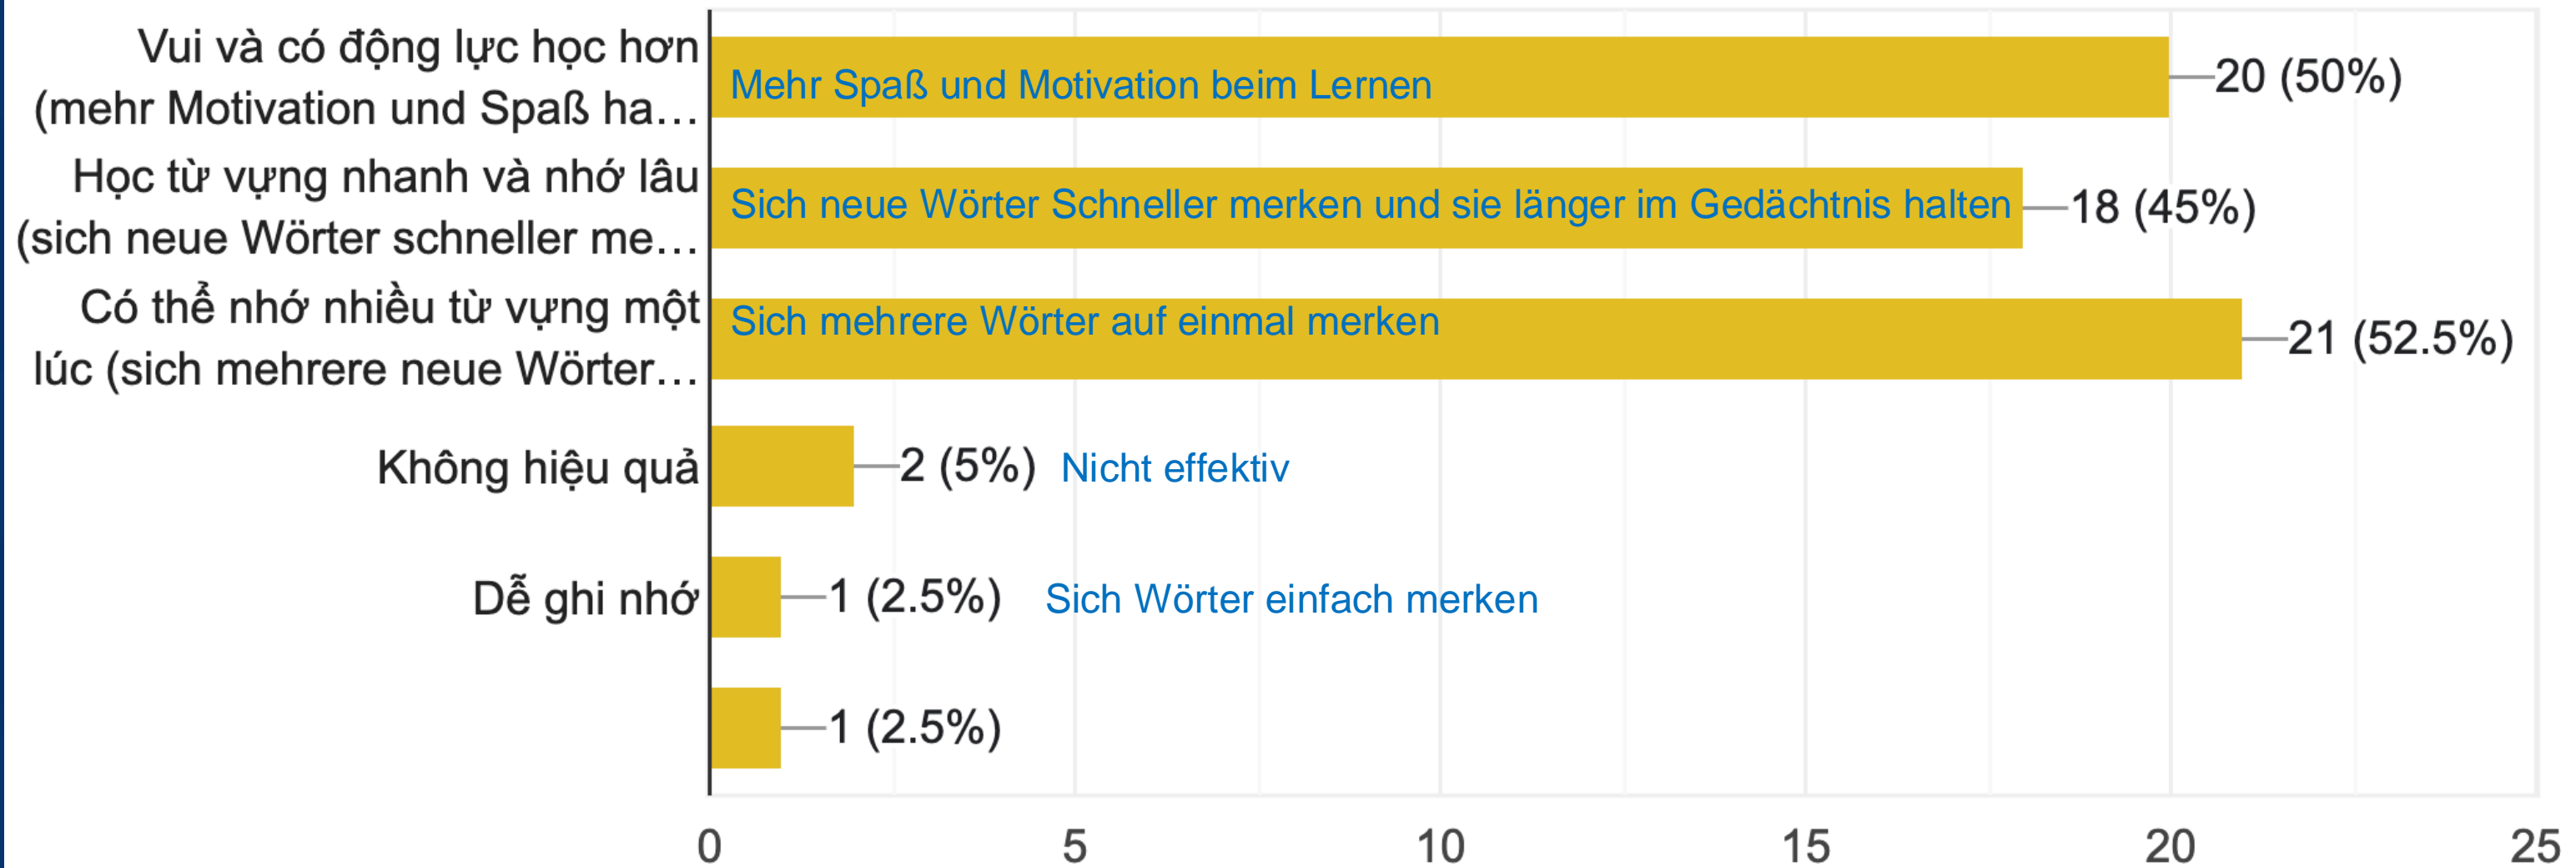 Vui và có động lực học hơn
(mehr Motivation und Spaß ha…
Mehr Spaß und Motivation beim Lernen
20 (50%)
Học từ vựng nhanh và nhớ lâu
(sich neue Wörter schneller me…
Sich neue Wörter Schneller merken und sie länger im Gedächtnis halten
18 (45%)
Có thể nhớ nhiều từ vựng một
lúc (sich mehrere neue Wörter…
Sich mehrere Wörter auf einmal merken
21 (52.5%)
Không hiệu quả
2 (5%)
Nicht effektiv
Dễ ghi nhớ
1 (2.5%)
Sich Wörter einfach merken
1 (2.5%)
0 5 10 15 20 25